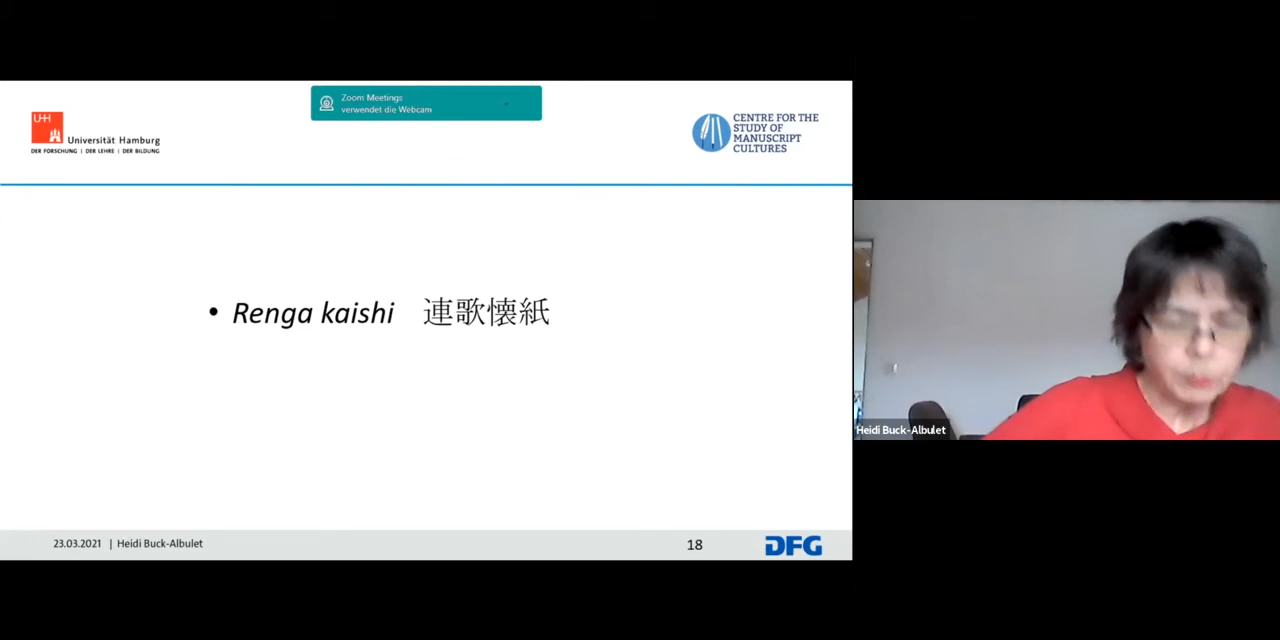 Zoom Meetings
verwendet die Webcam
UH
Universität Hamburg
DER FORSCHUNG | DER LEHRE | DER BILDUNG
CENTRE FOR THE
STUDY OF
MANUSCRIPT
CULTURES
• Renga kaishi 連歌懐紙
Heidi Buck-Albulet
23.03.2021 | Heidi Buck-Albulet
18
DFG